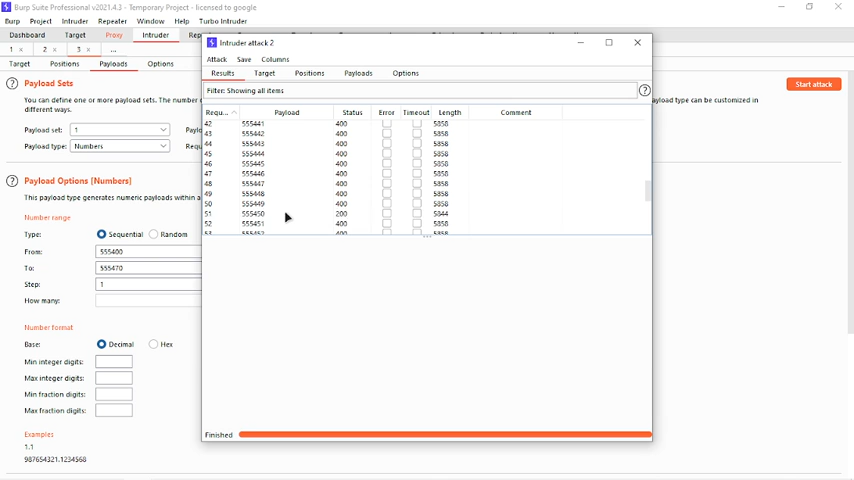 Burp Suite Professional v2021.4.3 - Temporary Project - licensed to google
Burp Project Intruder Repeater Window Help Turbo Intruder
Dashboard Target Proxy Intruder
1 × 2 × 3 × ...
Target Positions Payloads Options
Payload Sets
Start attack
You can define one or more payload sets. The number
ayload type can be customized in
different ways.
Payload set: 1
Payload type: Numbers
Payload Options [Numbers]
This payload type generates numeric payloads within a
Number range
Type: Sequential Random
From: 555400
To: 555470
Step: 1
How many:
Number format
Base: Decimal Hex
Min integer digits:
Max integer digits:
Min fraction digits:
Max fraction digits:
Examples
1.1
987654321.1234568
Intruder attack 2
Attack Save Columns
Results Target Positions Payloads Options
Filter: Showing all items
Requ... Payload Status Error Timeout Length Comment
42 555441 400 5858
43 555442 400 5858
44 555443 400 5858
45 555444 400 5858
46 555445 400 5858
47 555446 400 5858
48 555447 400 5858
49 555448 400 5858
50 555449 400 5858
51 555450 200 5844
52 555451 400 5858
53 555452 400 5858
Finished